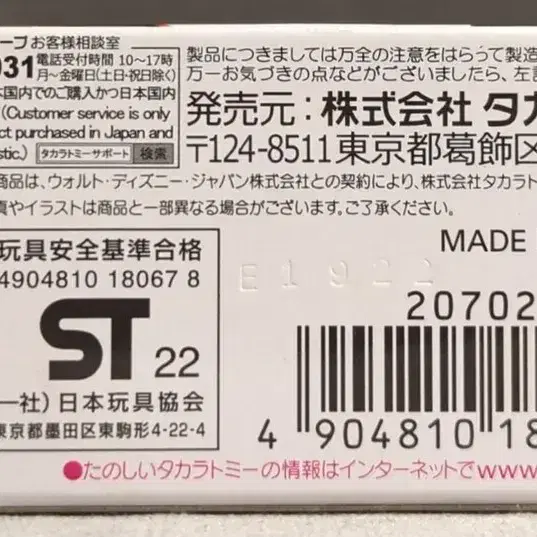 ープ お客様相談室
031 電話受付時間 10〜17時
月〜金曜日(土日・祝日除く)
本国内でのご購入かつ日本国内
(Customer service is only
ct purchased in Japan and
stic.) タカラトミーサポート 検索
製品につきましては万全の注意をはらって製造
万一お気づきの点などがございましたら、左記
発売元:株式会社 タカ
〒124-8511東京都葛飾区
商品は、ウォルト・ディズニー・ジャパン株式会社との契約により、株式会社タカラト
真やイラストは商品と一部異なる場合がございます。ご了承ください。
玩具安全基準合格
4904810 18067 8
ST 22
一社)日本玩具協会
東京都墨田区東駒形4-22-4
MADE
E1922
20702
4 904810 18
●たのしいタカラトミーの情報はインターネットでwww.